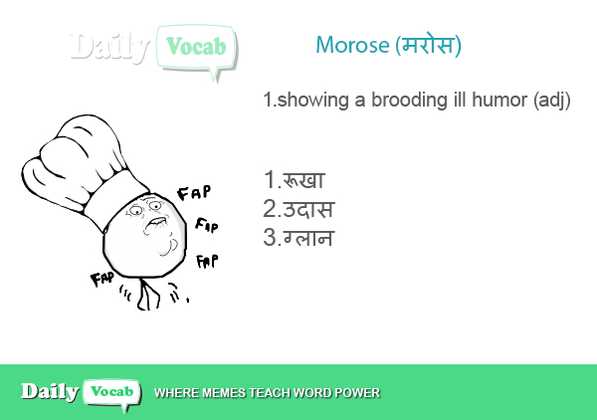 Daily Vocab
Morose (मरोस)
1.showing a brooding ill humor (adj)
1.रूखा
2.उदास
3.ग्लान
FAP
FAP
FAP
FAP
Daily Vocab WHERE MEMES TEACH WORD POWER